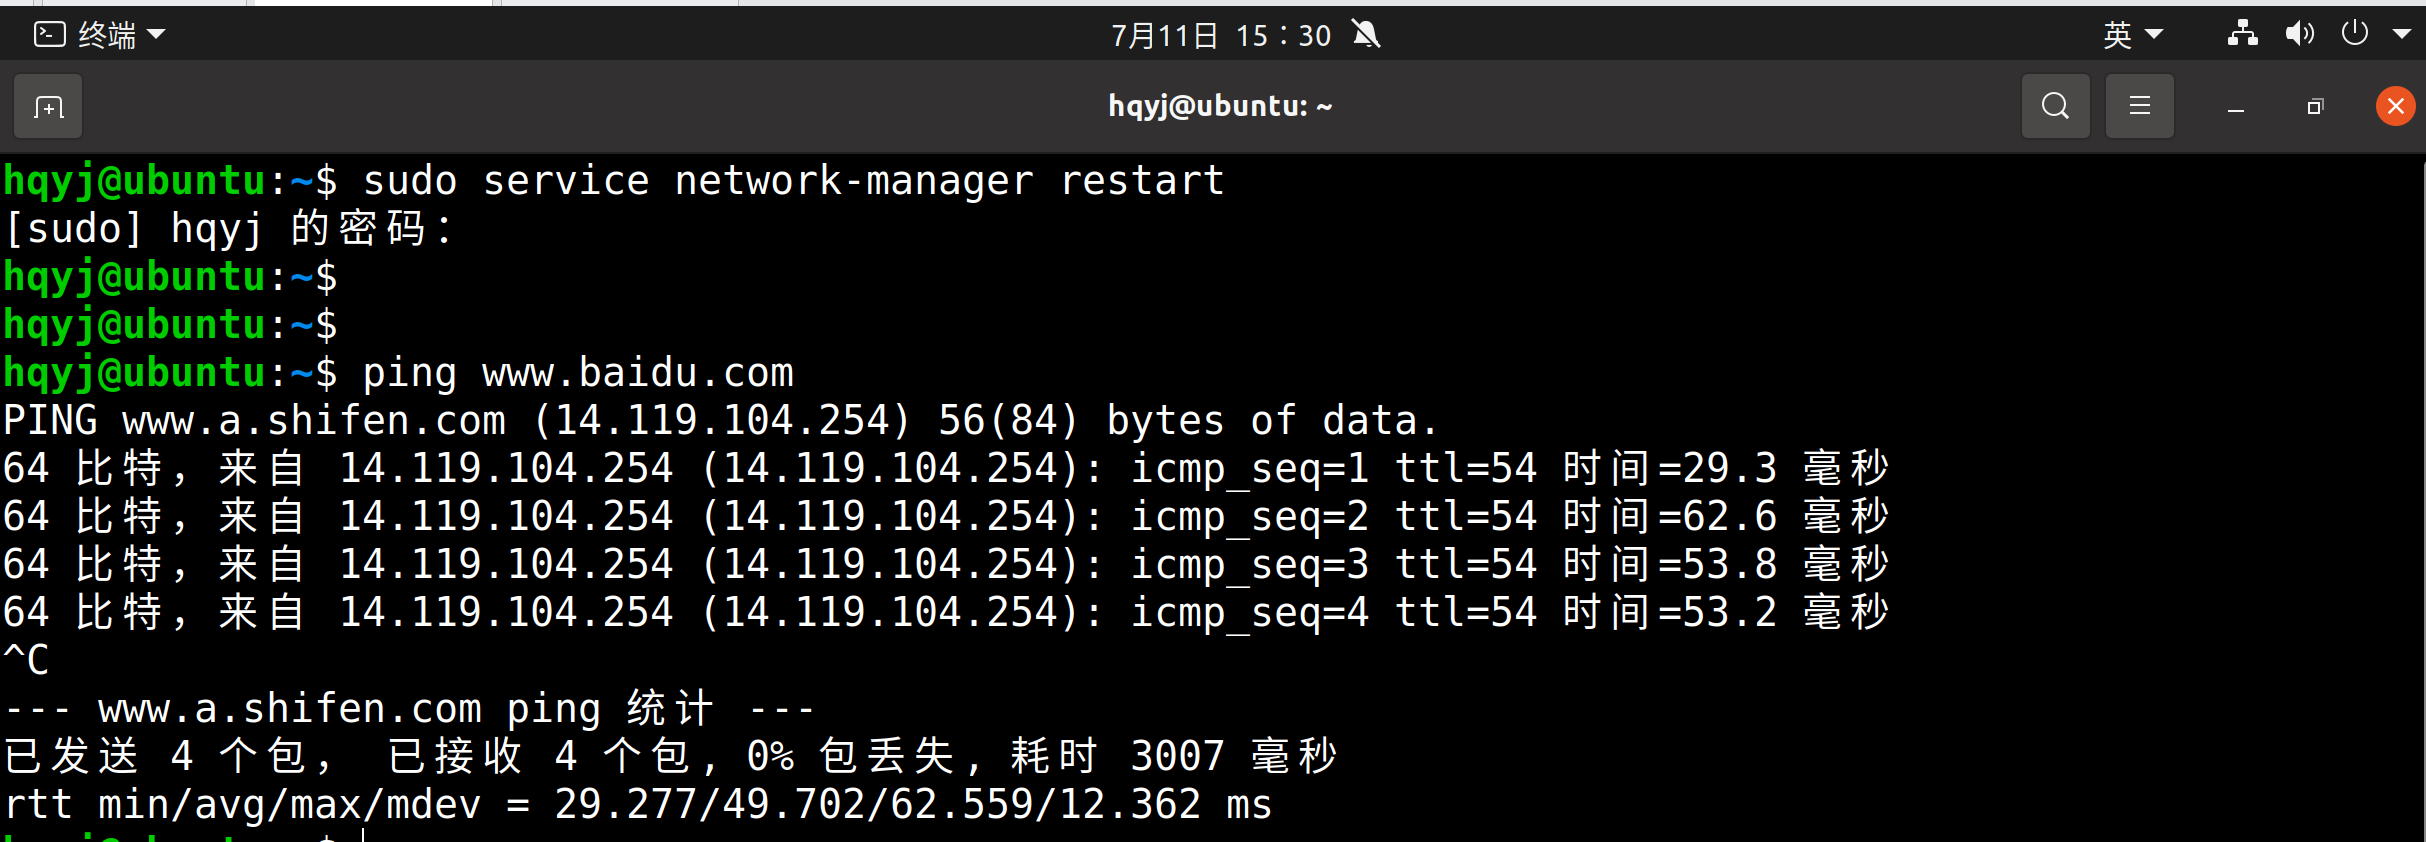 终端
7月11日 15：30
英
hqyj@ubuntu: ~
hqyj@ubuntu:~$ sudo service network-manager restart
[sudo] hqyj 的密码：
hqyj@ubuntu:~$
hqyj@ubuntu:~$
hqyj@ubuntu:~$ ping www.baidu.com
PING www.a.shifen.com (14.119.104.254) 56(84) bytes of data.
64 比特，来自 14.119.104.254 (14.119.104.254): icmp_seq=1 ttl=54 时间=29.3 毫秒
64 比特，来自 14.119.104.254 (14.119.104.254): icmp_seq=2 ttl=54 时间=62.6 毫秒
64 比特，来自 14.119.104.254 (14.119.104.254): icmp_seq=3 ttl=54 时间=53.8 毫秒
64 比特，来自 14.119.104.254 (14.119.104.254): icmp_seq=4 ttl=54 时间=53.2 毫秒
^C
--- www.a.shifen.com ping 统计 ---
已发送 4 个包， 已接收 4 个包, 0% 包丢失, 耗时 3007 毫秒
rtt min/avg/max/mdev = 29.277/49.702/62.559/12.362 ms